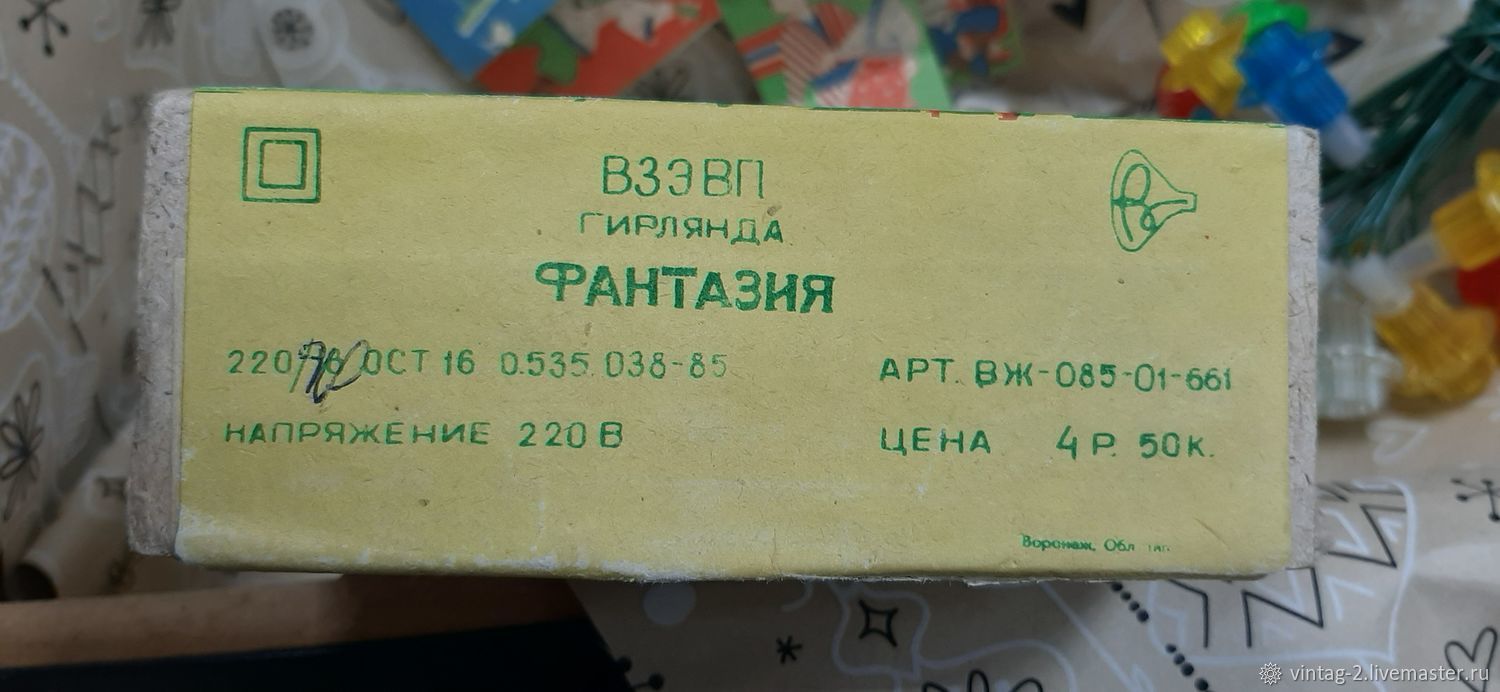 ВЗЭВП
ГИРЛЯНДА
ФАНТАЗИЯ
ОСТ 16 0.535.038-85
АРТ. ВЖ-085-01-661
НАПРЯЖЕНИЕ 220 В
ЦЕНА 4 Р. 50 К.
Воронеж, Обл
vintag-2.livemaster.ru